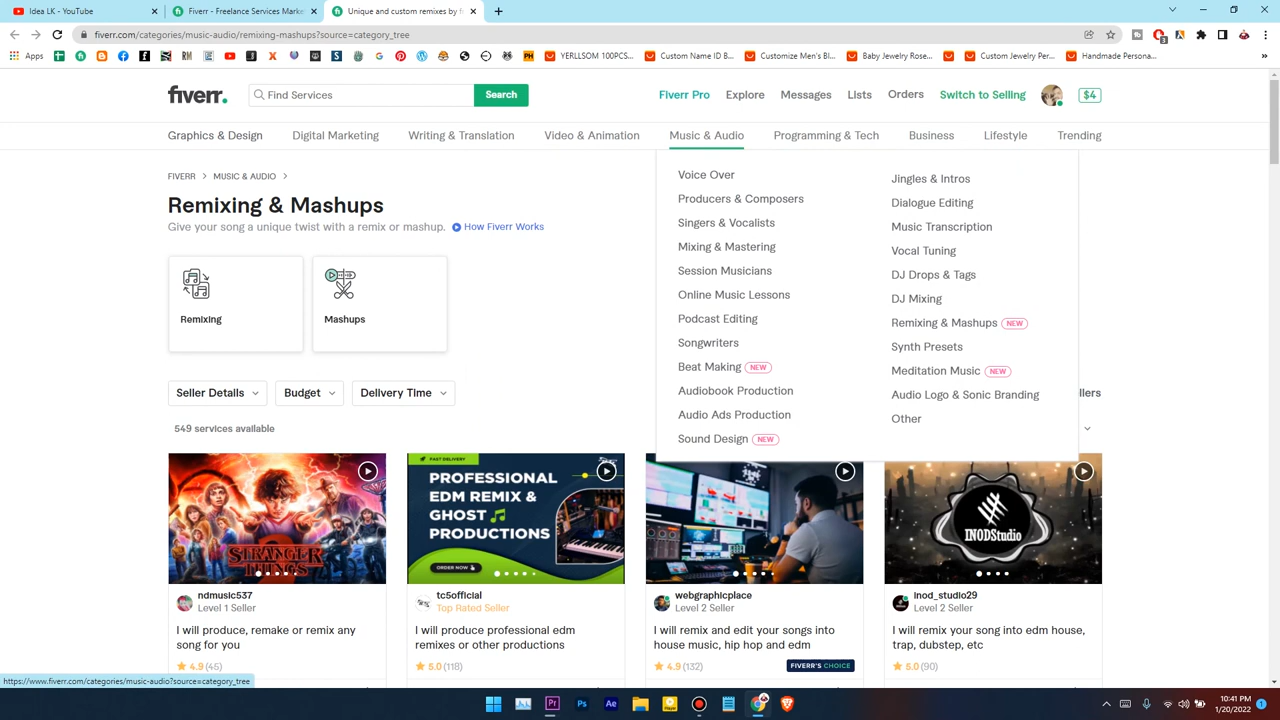 Idea LK - YouTube
Fiverr - Freelance Services Marke
Unique and custom remixes by f
fiverr.com/categories/music-audio/remixing-mashups?source=category_tree
Apps
YERLLSOM 100PCS...
Custom Name ID B...
Customize Men's Bl...
Baby Jewelry Rose...
Custom Jewelry Per...
Handmade Persona...
fiverr.
Find Services
Search
Fiverr Pro
Explore
Messages
Lists
Orders
Switch to Selling
$4
Graphics & Design
Digital Marketing
Writing & Translation
Video & Animation
Music & Audio
Programming & Tech
Business
Lifestyle
Trending
FIVERR
MUSIC & AUDIO
Remixing & Mashups
Give your song a unique twist with a remix or mashup.
How Fiverr Works
Remixing
Mashups
Voice Over
Producers & Composers
Singers & Vocalists
Mixing & Mastering
Session Musicians
Online Music Lessons
Podcast Editing
Songwriters
Beat Making NEW
Audiobook Production
Audio Ads Production
Sound Design NEW
Jingles & Intros
Dialogue Editing
Music Transcription
Vocal Tuning
DJ Drops & Tags
DJ Mixing
Remixing & Mashups NEW
Synth Presets
Meditation Music NEW
Audio Logo & Sonic Branding
Other
Seller Details
Budget
Delivery Time
llers
549 services available
STRANGER THINGS
FAST DELIVERY
PROFESSIONAL
EDM REMIX &
GHOST
PRODUCTIONS
ORDER NOW
INODStudio
ndmusic537
Level 1 Seller
I will produce, remake or remix any
song for you
4.9 (45)
tc5official
Top Rated Seller
I will produce professional edm
remixes or other productions
5.0 (118)
webgraphicplace
Level 2 Seller
I will remix and edit your songs into
house music, hip hop and edm
4.9 (132)
FIVERR'S CHOICE
inod_studio29
Level 2 Seller
I will remix your song into edm house,
trap, dubstep, etc
5.0 (90)
https://www.fiverr.com/categories/music-audio?source=category_tree
10:41 PM
1/20/2022